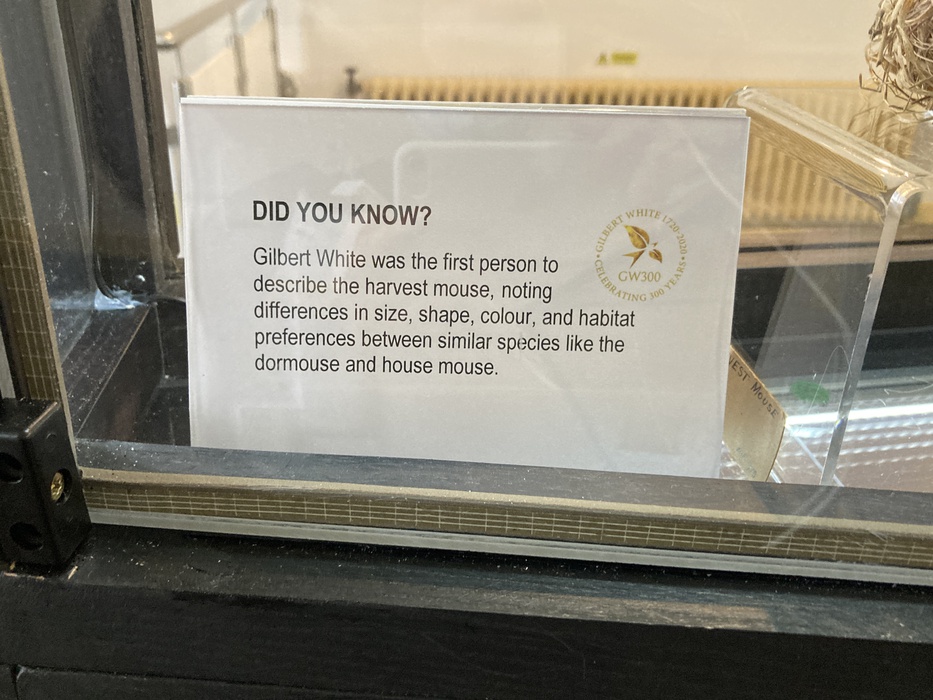 DID YOU KNOW?
Gilbert White was the first person to
describe the harvest mouse, noting
differences in size, shape, colour, and habitat
preferences between similar species like the
dormouse and house mouse.
• GILBERT WHITE 1720-2020 •
GW300
CELEBRATING 300 YEARS
MOUSE